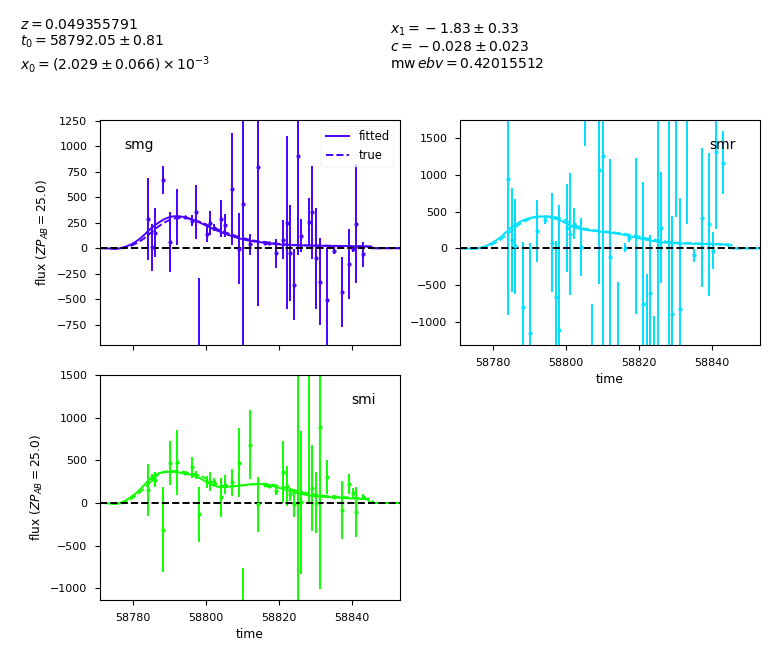 z = 0.049355791
t₀ = 58792.05 ± 0.81
x₀ = (2.029 ± 0.066) × 10⁻³
x₁ = −1.83 ± 0.33
c = −0.028 ± 0.023
mw ebv = 0.42015512
smg
fitted
true
1250
1000
750
500
250
0
−250
−500
−750
flux (ZP_AB = 25.0)
smr
1500
1000
500
0
−500
−1000
58780
58800
58820
58840
time
smi
1500
1000
500
0
−500
−1000
flux (ZP_AB = 25.0)
58780
58800
58820
58840
time